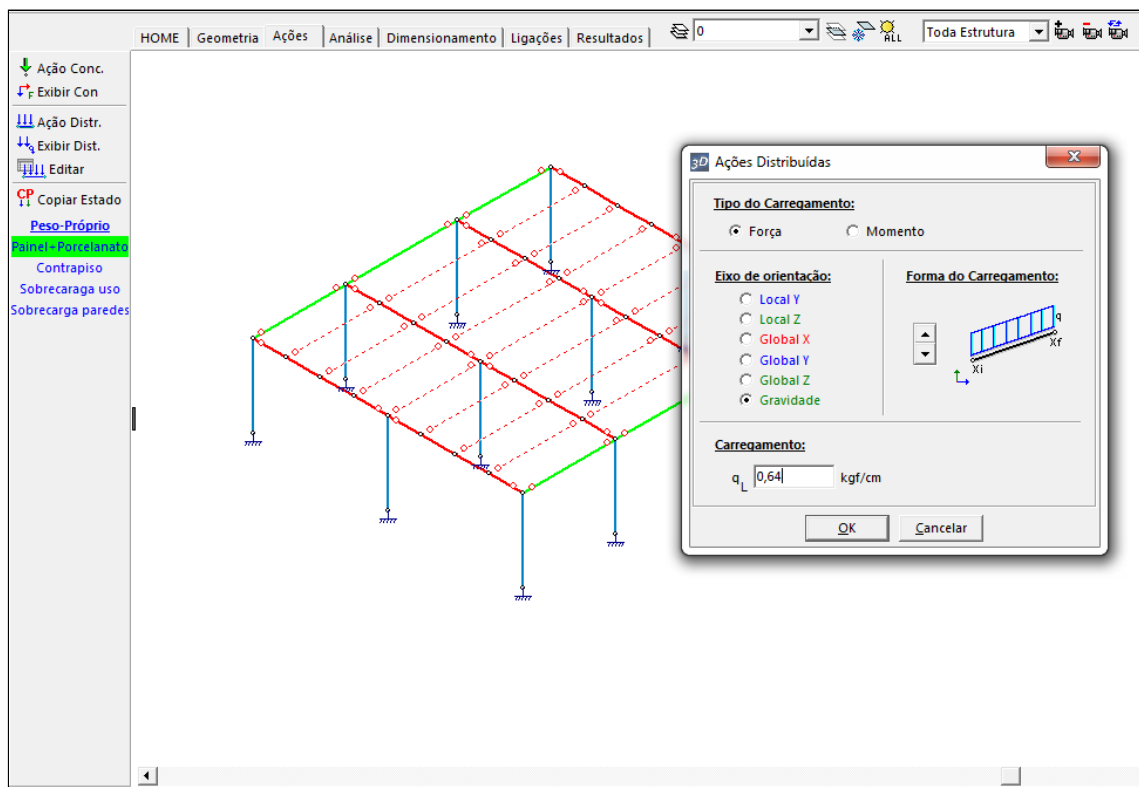 HOME Geometria Ações Análise Dimensionamento Ligações Resultados 0 ALL Toda Estrutura
Ação Conc.
F Exibir Con
Ação Distr.
q Exibir Dist.
Editar
CP Copiar Estado
Peso-Próprio
Painel+Porcelanato
Contrapiso
Sobrecaraga uso
Sobrecarga paredes
3D Ações Distribuídas
Tipo do Carregamento:
Força Momento
Eixo de orientação: Forma do Carregamento:
Local Y
Local Z
Global X
Global Y
Global Z
Gravidade
q
Xf
Xi
Carregamento:
qL 0,64 kgf/cm
OK Cancelar